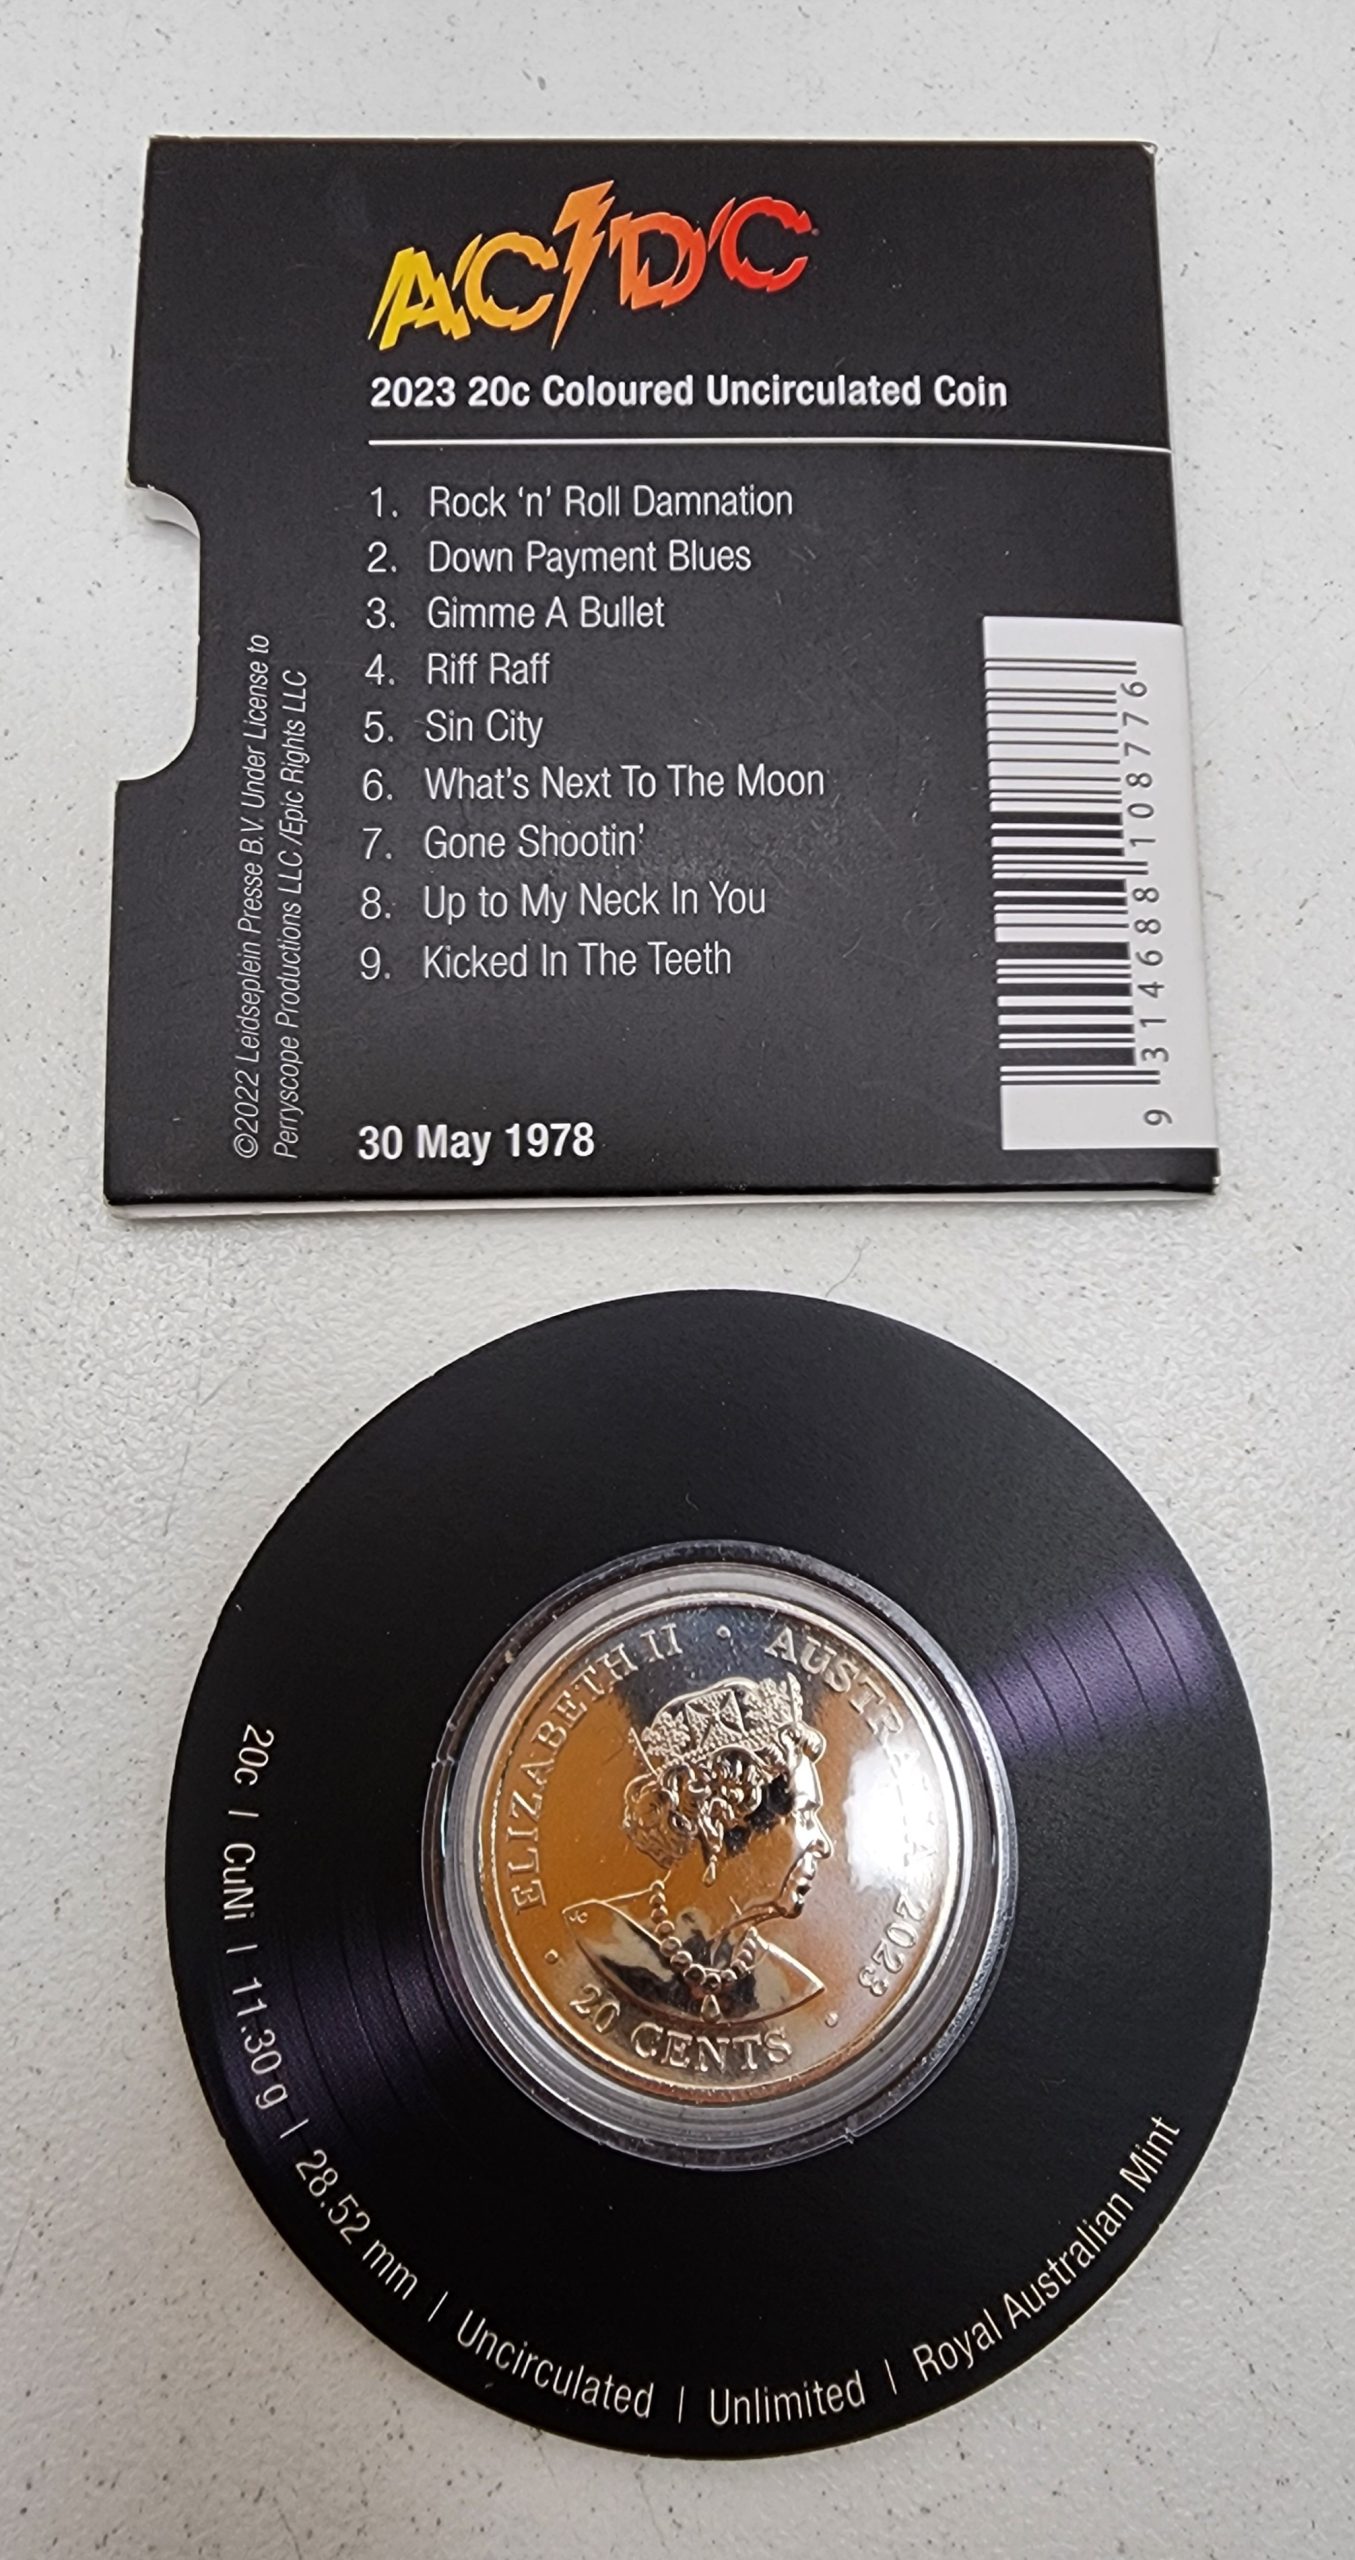 AC/DC
2023 20c Coloured Uncirculated Coin
1. Rock ‘n’ Roll Damnation
2. Down Payment Blues
3. Gimme A Bullet
4. Riff Raff
5. Sin City
6. What’s Next To The Moon
7. Gone Shootin’
8. Up to My Neck In You
9. Kicked In The Teeth
30 May 1978
©2022 Leidseplein Presse B.V. Under License to
Perryscope Productions LLC/Epic Rights LLC
9 314688 108776
ELIZABETH II • AUSTRALIA 2023 •
20 CENTS •
20c | CuNi | 11.30 g | 28.52 mm | Uncirculated | Unlimited | Royal Australian Mint